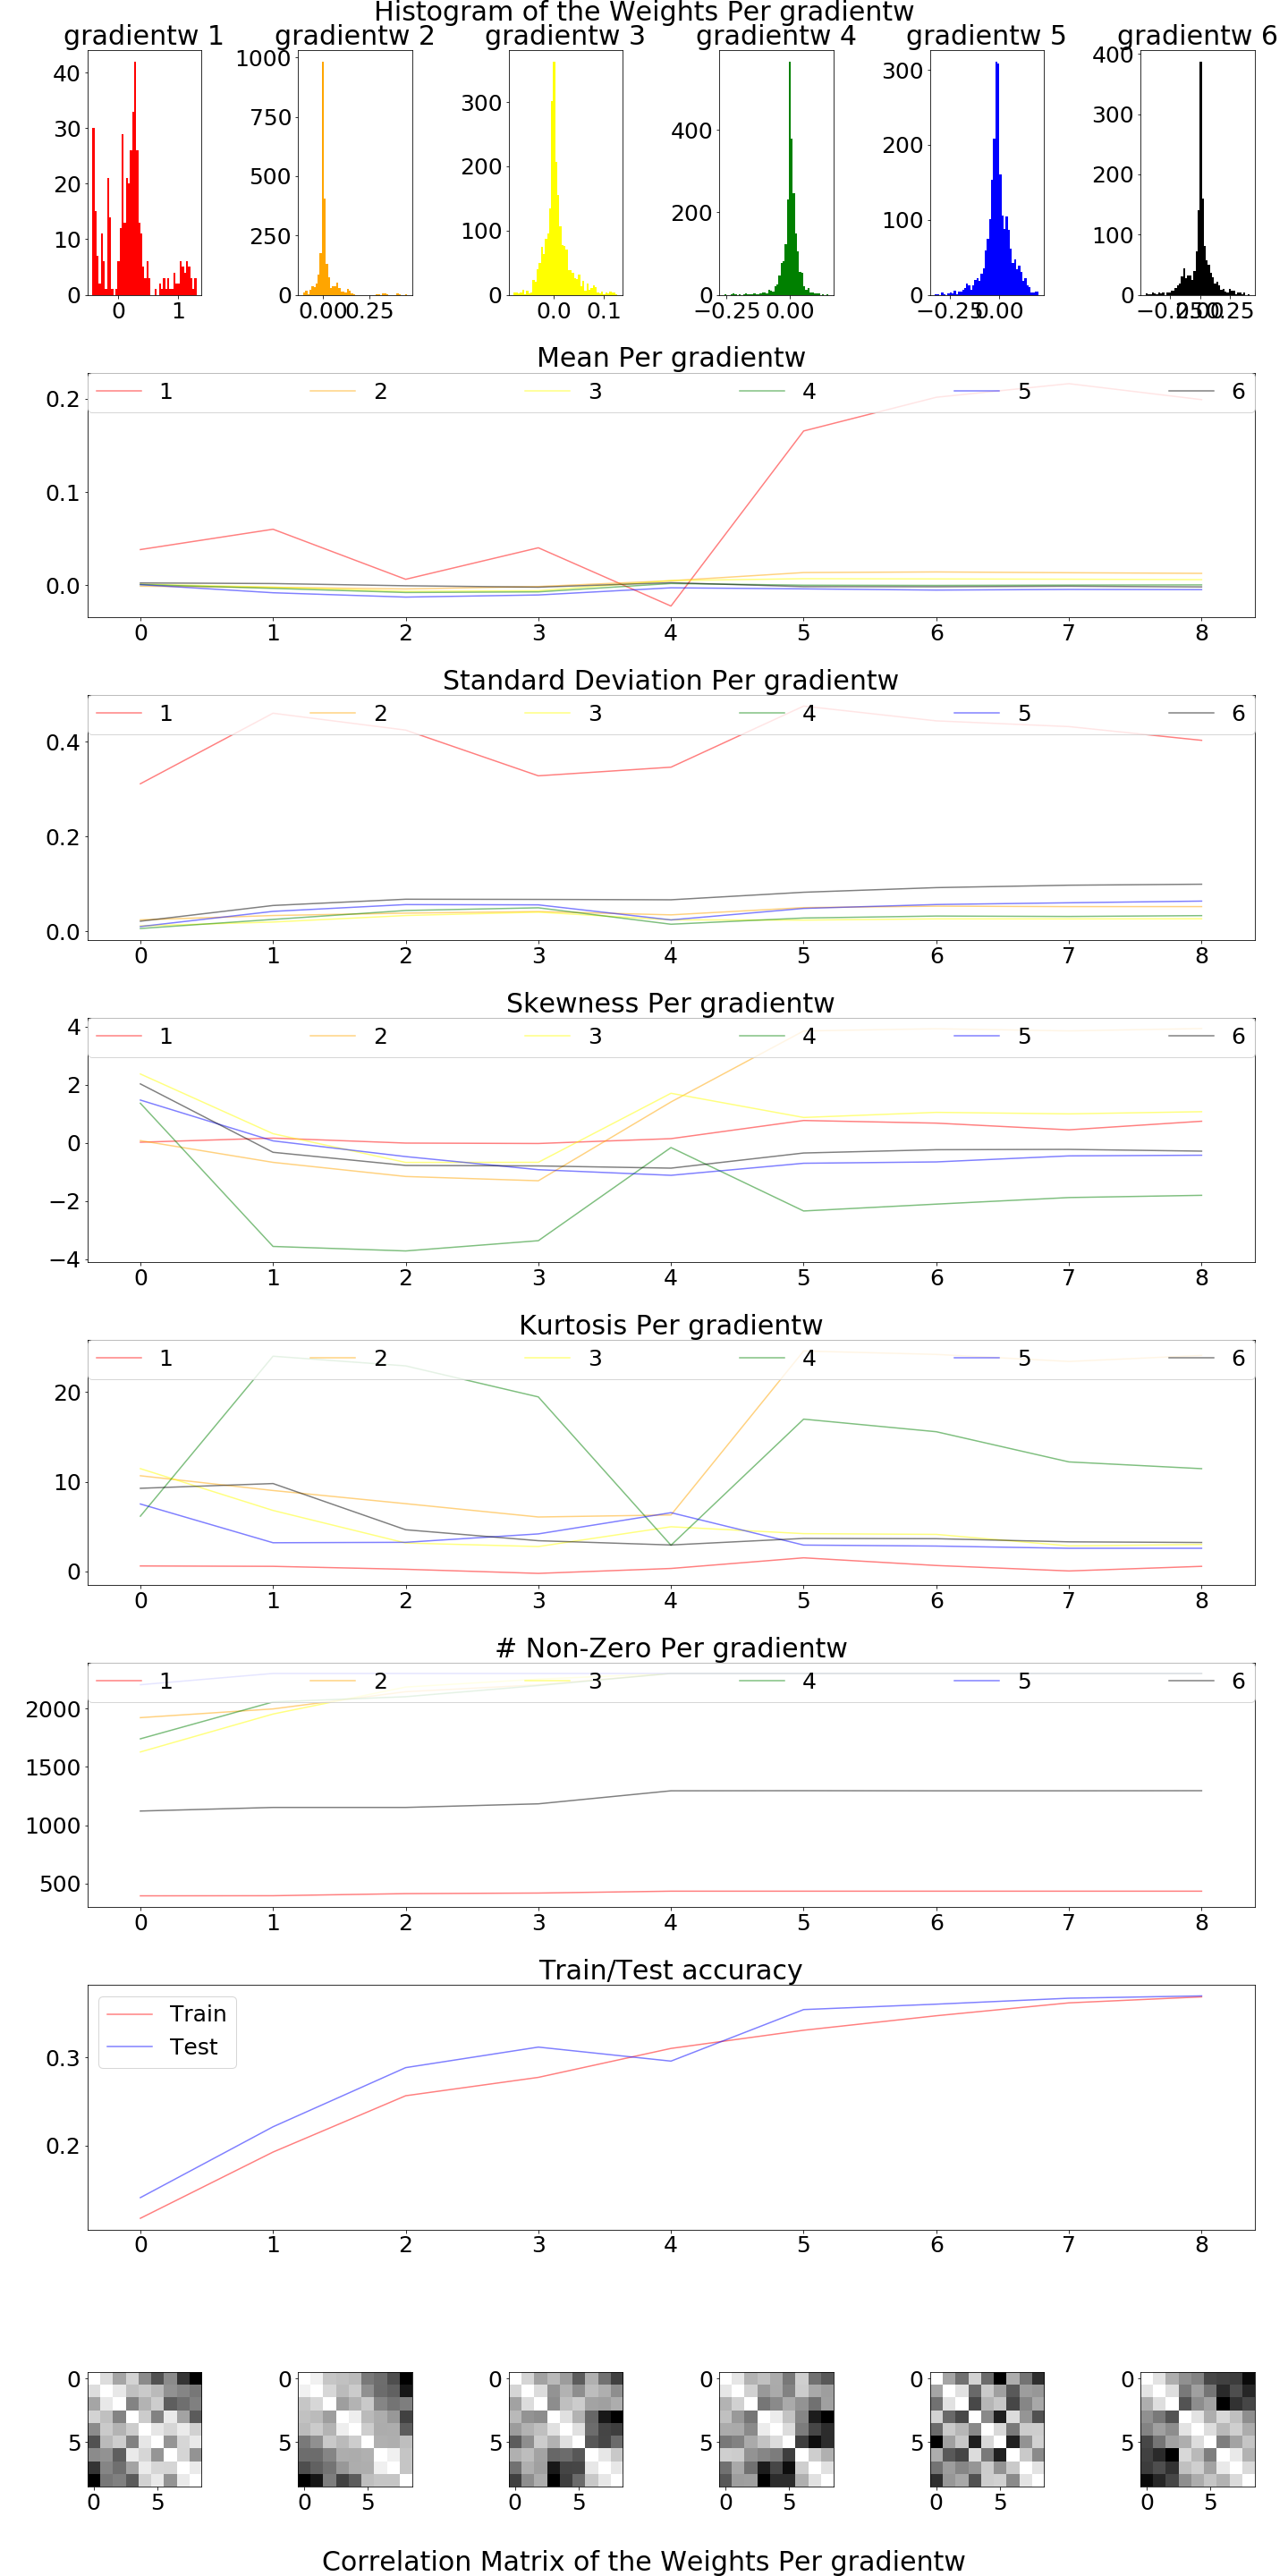 Histogram of the Weights Per gradientw
gradientw 1 gradientw 2 gradientw 3 gradientw 4 gradientw 5 gradientw 6
40 30 20 10 0
0 1
1000 750 500 250 0
0.00 0.25
300 200 100 0
0.0 0.1
400 200 0
−0.25 0.00
300 200 100 0
−0.25 0.00
400 300 200 100 0
−0.25 0.00 0.25
Mean Per gradientw
1 2 3 4 5 6
0.2
0.1
0.0
0 1 2 3 4 5 6 7 8
Standard Deviation Per gradientw
1 2 3 4 5 6
0.4
0.2
0.0
0 1 2 3 4 5 6 7 8
Skewness Per gradientw
4 1 2 3 4 5 6
2
0
−2
−4
0 1 2 3 4 5 6 7 8
Kurtosis Per gradientw
1 2 3 4 5 6
20
10
0
0 1 2 3 4 5 6 7 8
# Non-Zero Per gradientw
1 2 3 4 5 6
2000
1500
1000
500
0 1 2 3 4 5 6 7 8
Train/Test accuracy
Train
Test
0.3
0.2
0 1 2 3 4 5 6 7 8
0 0 0 0 0 0
5 5 5 5 5 5
0 5 0 5 0 5 0 5 0 5 0 5
Correlation Matrix of the Weights Per gradientw